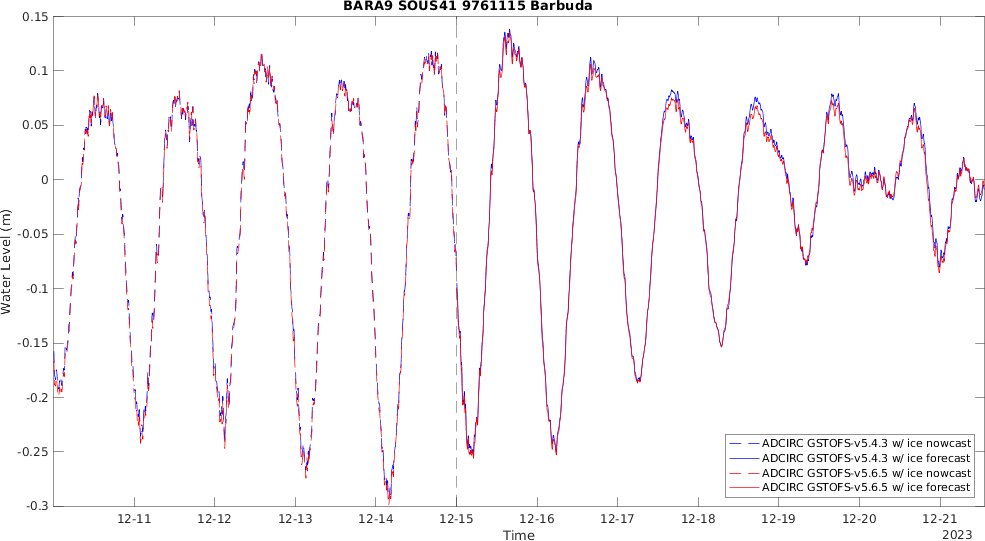 BARA9 SOUS41 9761115 Barbuda
0.15
0.1
0.05
0
-0.05
-0.1
-0.15
-0.2
-0.25
-0.3
Water Level (m)
ADCIRC GSTOFS-v5.4.3 w/ ice nowcast
ADCIRC GSTOFS-v5.4.3 w/ ice forecast
ADCIRC GSTOFS-v5.6.5 w/ ice nowcast
ADCIRC GSTOFS-v5.6.5 w/ ice forecast
12-11 12-12 12-13 12-14 12-15 12-16 12-17 12-18 12-19 12-20 12-21
Time 2023